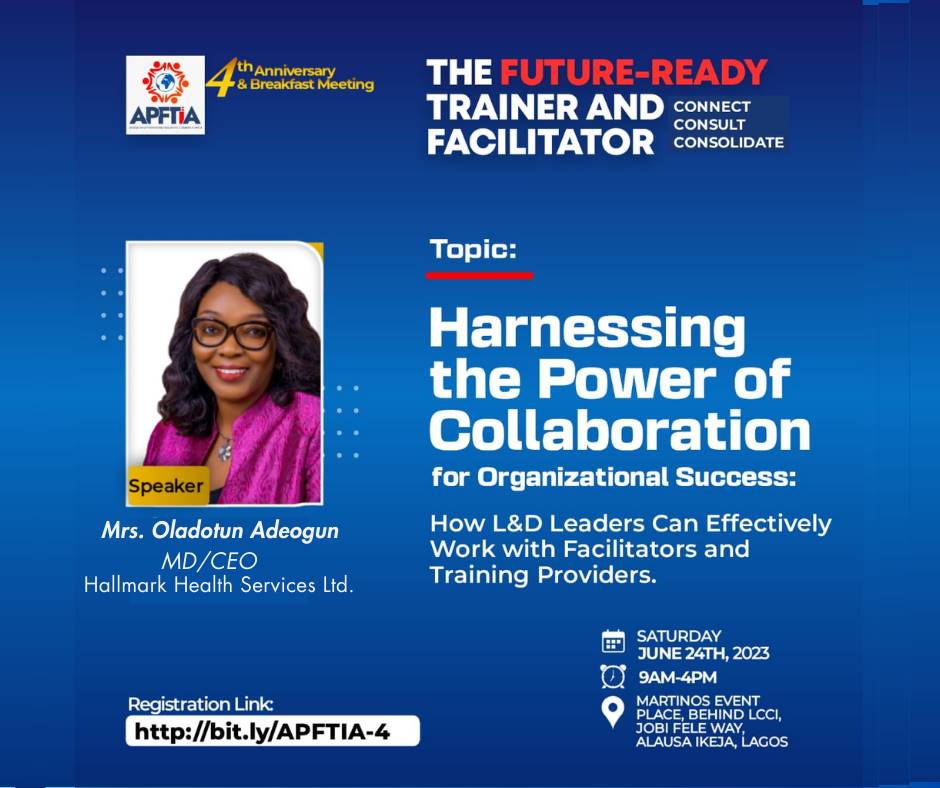 APFTiA
4th Anniversary
& Breakfast Meeting
THE FUTURE-READY
TRAINER AND
FACILITATOR
CONNECT
CONSULT
CONSOLIDATE
Topic:
Harnessing
the Power of
Collaboration
for Organizational Success:
How L&D Leaders Can Effectively
Work with Facilitators and
Training Providers.
Speaker
Mrs. Oladotun Adeogun
MD/CEO
Hallmark Health Services Ltd.
Registration Link:
http://bit.ly/APFTIA-4
SATURDAY
JUNE 24TH, 2023
9AM-4PM
MARTINOS EVENT
PLACE, BEHIND LCCI,
JOBI FELE WAY,
ALAUSA IKEJA, LAGOS